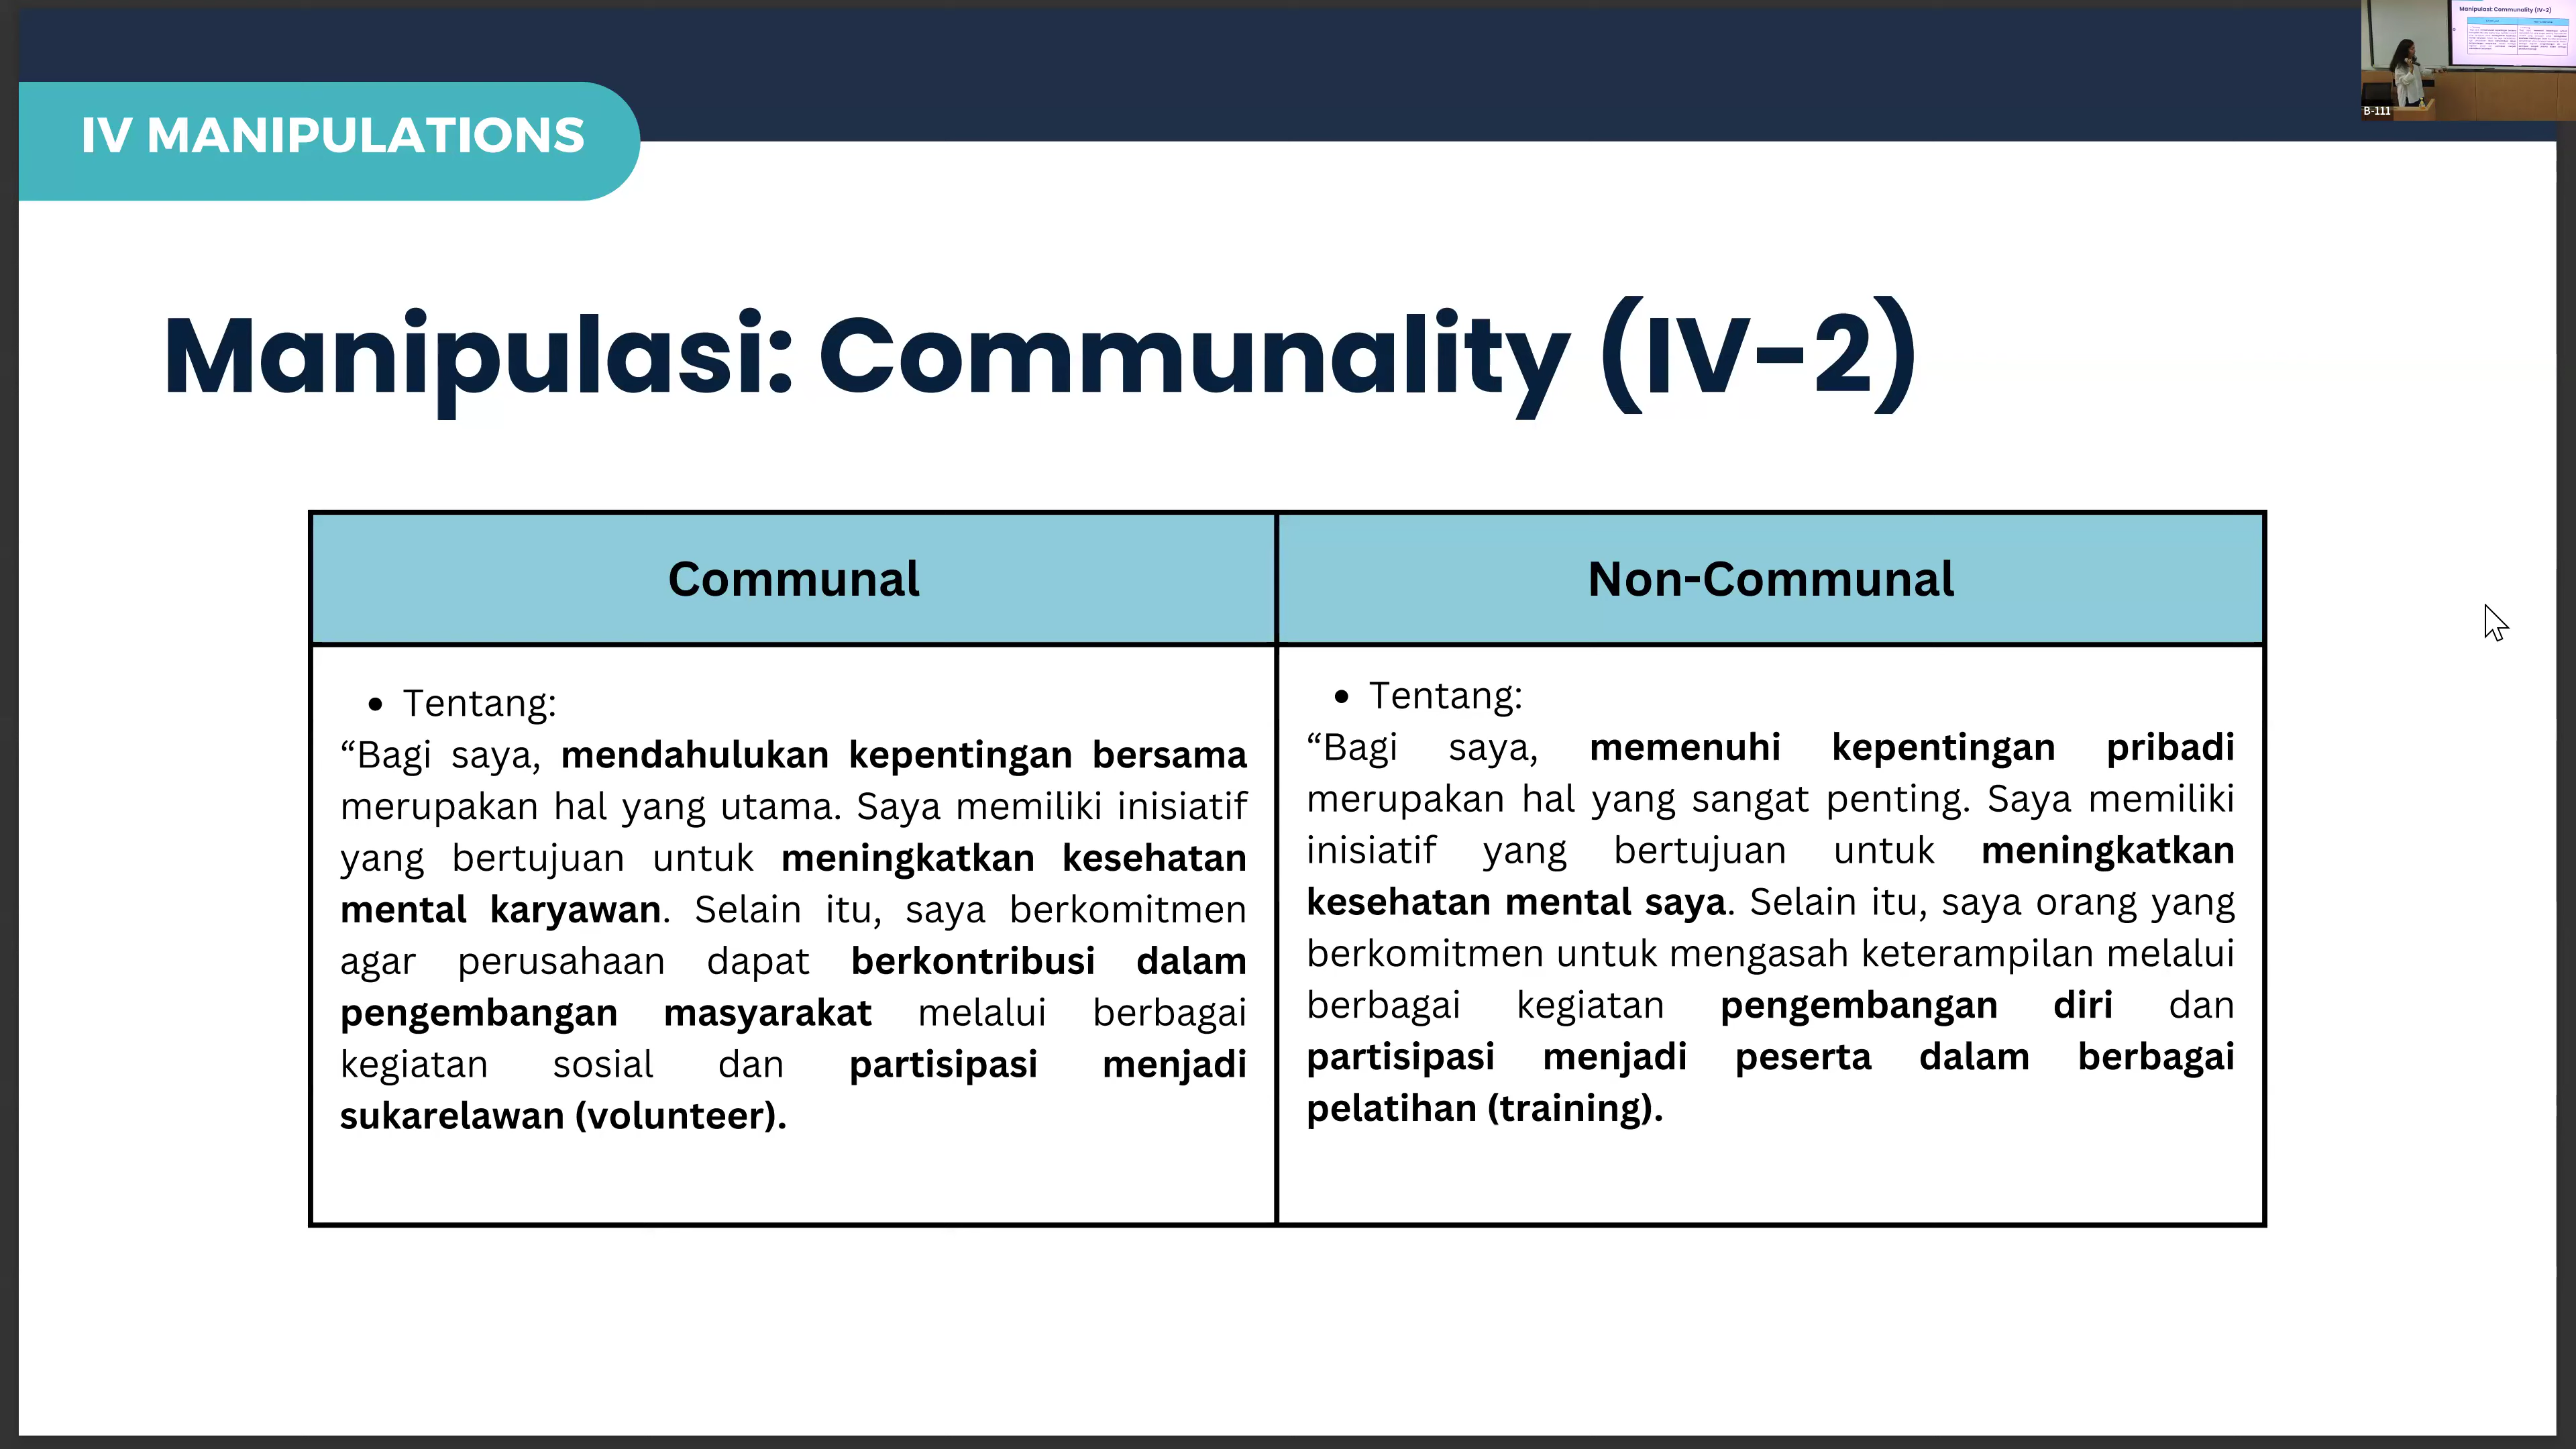 IV MANIPULATIONS
Manipulasi: Communality (IV-2)
B-111
Manipulasi: Communality (IV-2)
Communal
Non-Communal
• Tentang:
“Bagi saya, mendahulukan kepentingan bersama
merupakan hal yang utama. Saya memiliki inisiatif
yang bertujuan untuk meningkatkan kesehatan
mental karyawan. Selain itu, saya berkomitmen
agar perusahaan dapat berkontribusi dalam
pengembangan masyarakat melalui berbagai
kegiatan sosial dan partisipasi menjadi
sukarelawan (volunteer).
• Tentang:
“Bagi saya, memenuhi kepentingan pribadi
merupakan hal yang sangat penting. Saya memiliki
inisiatif yang bertujuan untuk meningkatkan
kesehatan mental saya. Selain itu, saya orang yang
berkomitmen untuk mengasah keterampilan melalui
berbagai kegiatan pengembangan diri dan
partisipasi menjadi peserta dalam berbagai
pelatihan (training).